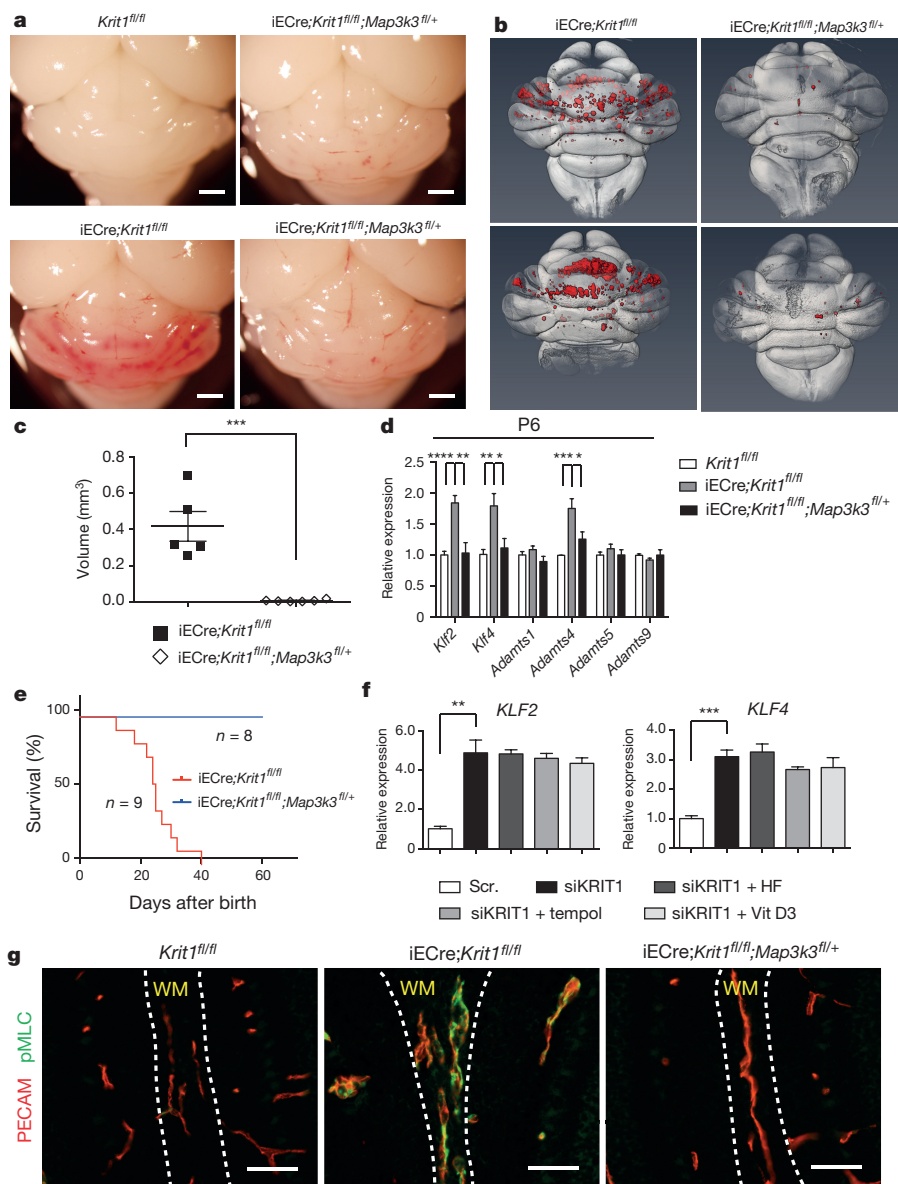 a
Krit1fl/fl
iECre;Krit1fl/fl;Map3k3fl/+
iECre;Krit1fl/fl
iECre;Krit1fl/fl;Map3k3fl/+
b
iECre;Krit1fl/fl
iECre;Krit1fl/fl;Map3k3fl/+
c
***
Volume (mm3)
0.8
0.6
0.4
0.2
0.0
iECre;Krit1fl/fl
iECre;Krit1fl/fl;Map3k3fl/+
d
P6
**** ** ** * *** *
Relative expression
2.5
2.0
1.5
1.0
0.5
0
Klf2
Klf4
Adamts1
Adamts4
Adamts5
Adamts9
Krit1fl/fl
iECre;Krit1fl/fl
iECre;Krit1fl/fl;Map3k3fl/+
e
Survival (%)
100
50
0
n = 8
iECre;Krit1fl/fl
iECre;Krit1fl/fl;Map3k3fl/+
n = 9
0 20 40 60
Days after birth
f
KLF2
**
Relative expression
6.0
4.0
2.0
0
KLF4
***
Relative expression
4.0
3.0
2.0
1.0
0
Scr.
siKRIT1
siKRIT1 + HF
siKRIT1 + tempol
siKRIT1 + Vit D3
g
Krit1fl/fl
iECre;Krit1fl/fl
iECre;Krit1fl/fl;Map3k3fl/+
PECAM pMLC
WM
WM
WM